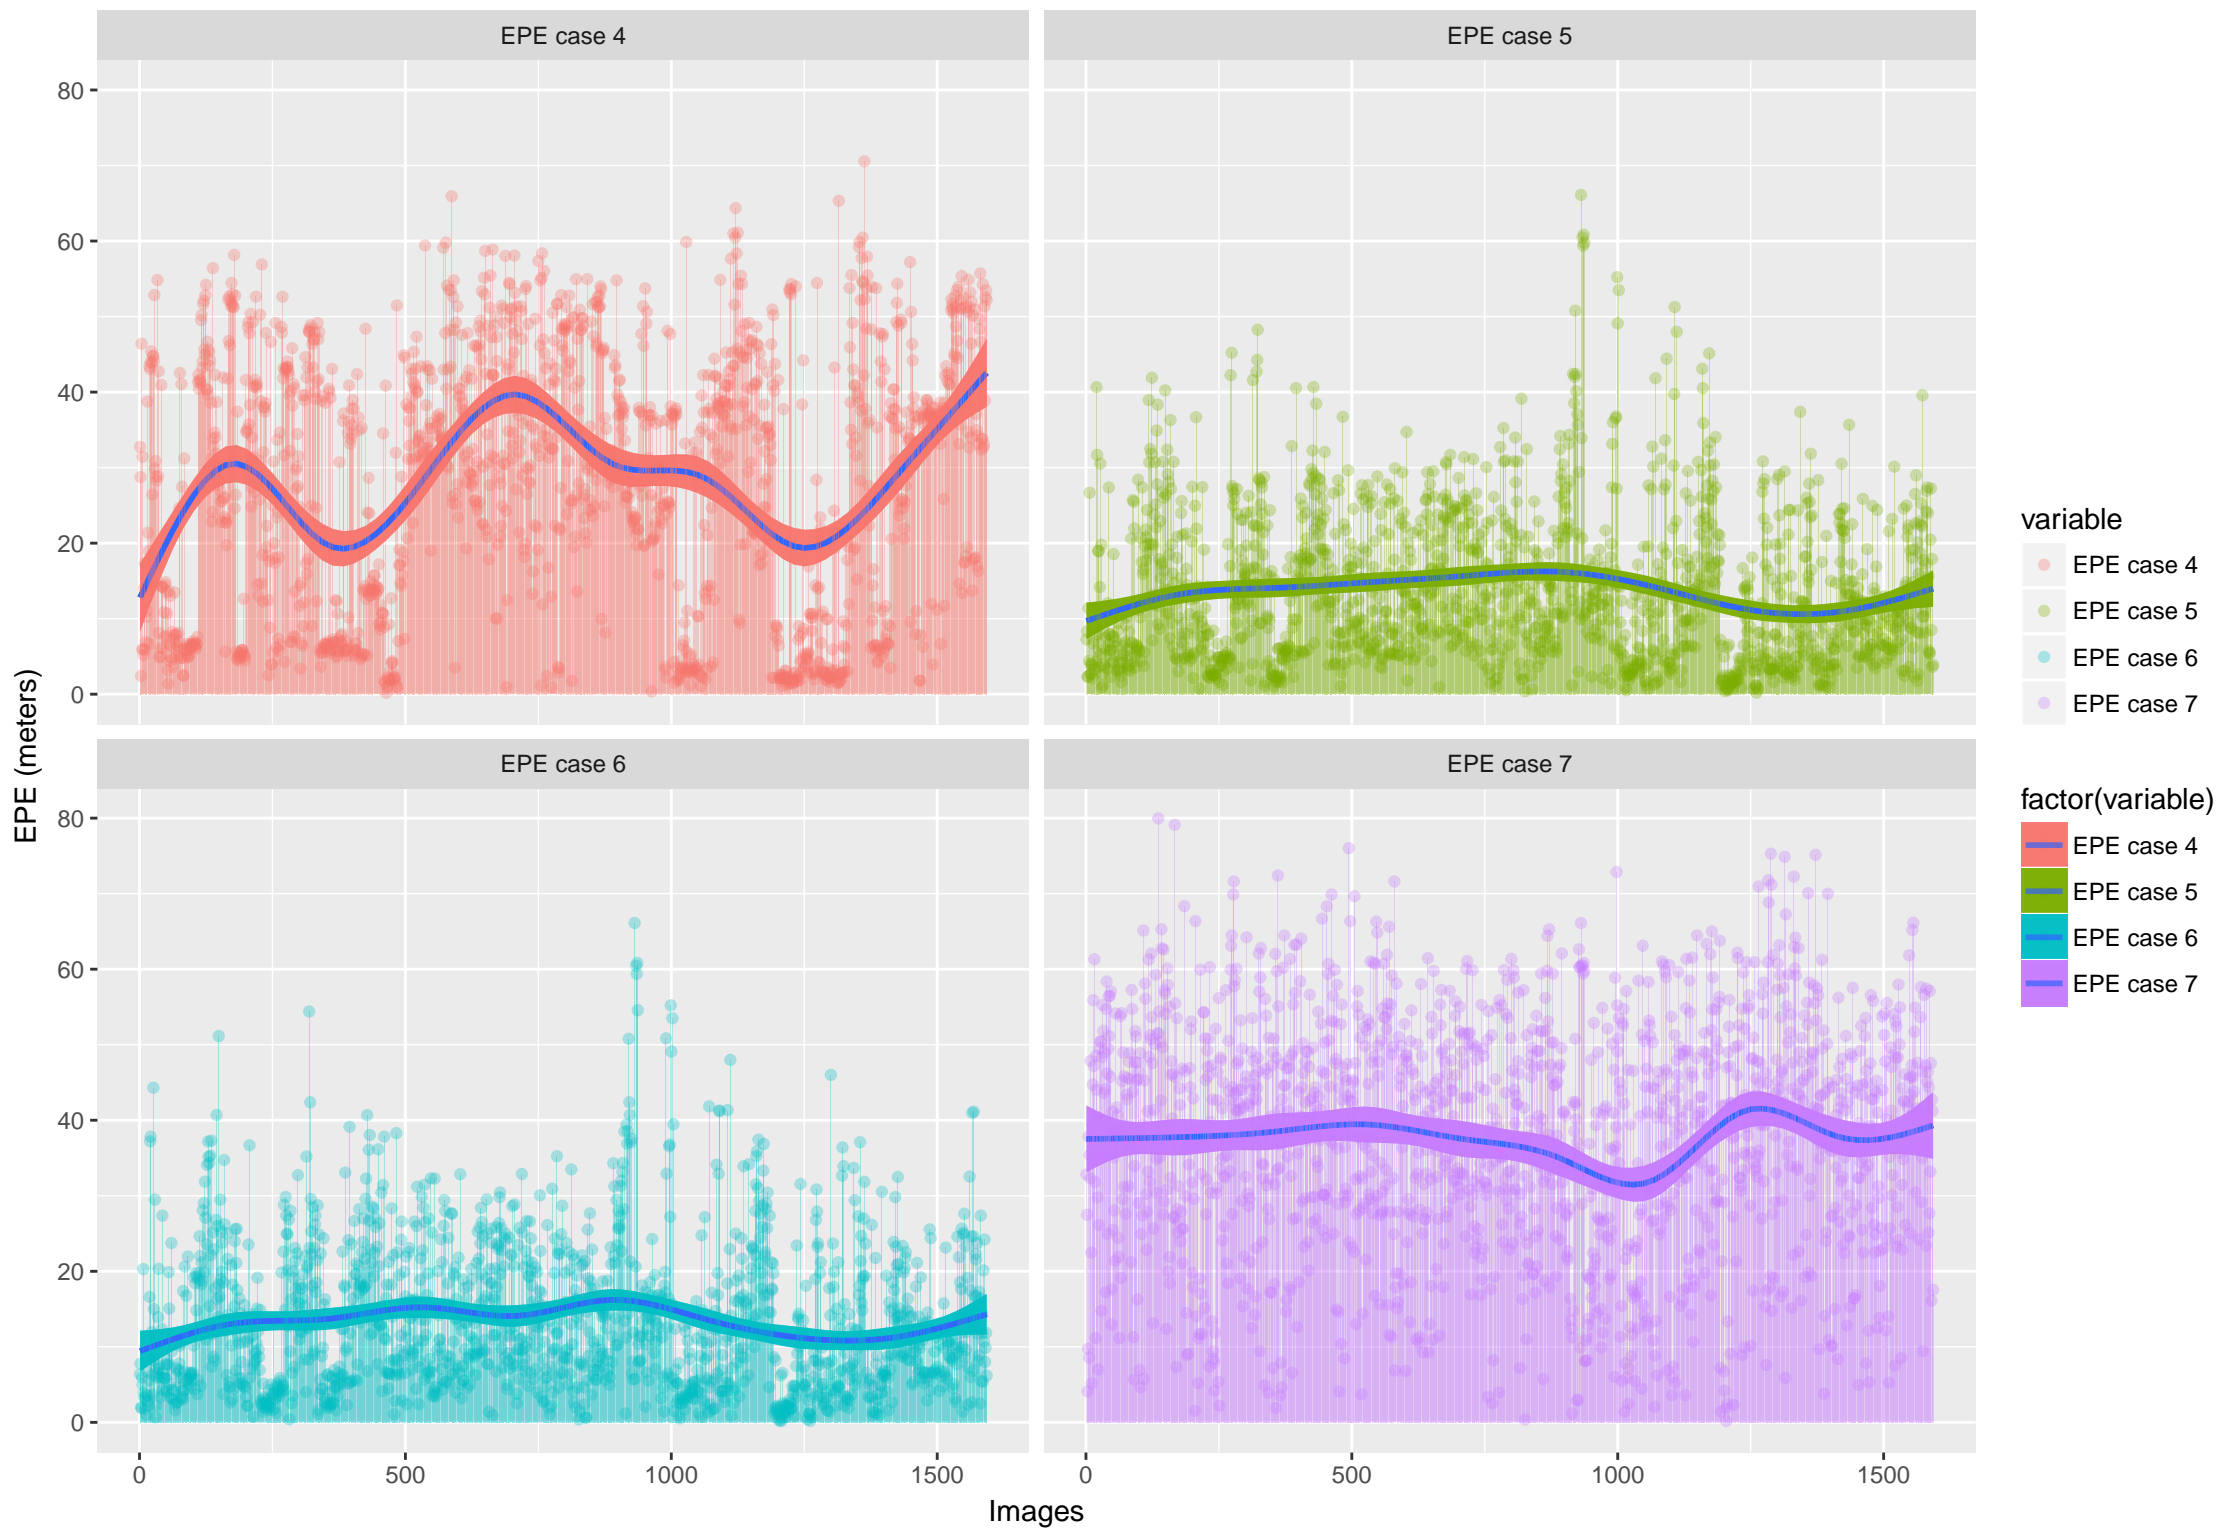 EPE case 4
EPE case 5
80
60
40
20
0
EPE case 6
EPE case 7
80
60
40
20
0
0
500
1000
1500
0
500
1000
1500
Images
EPE (meters)
variable
EPE case 4
EPE case 5
EPE case 6
EPE case 7
factor(variable)
EPE case 4
EPE case 5
EPE case 6
EPE case 7